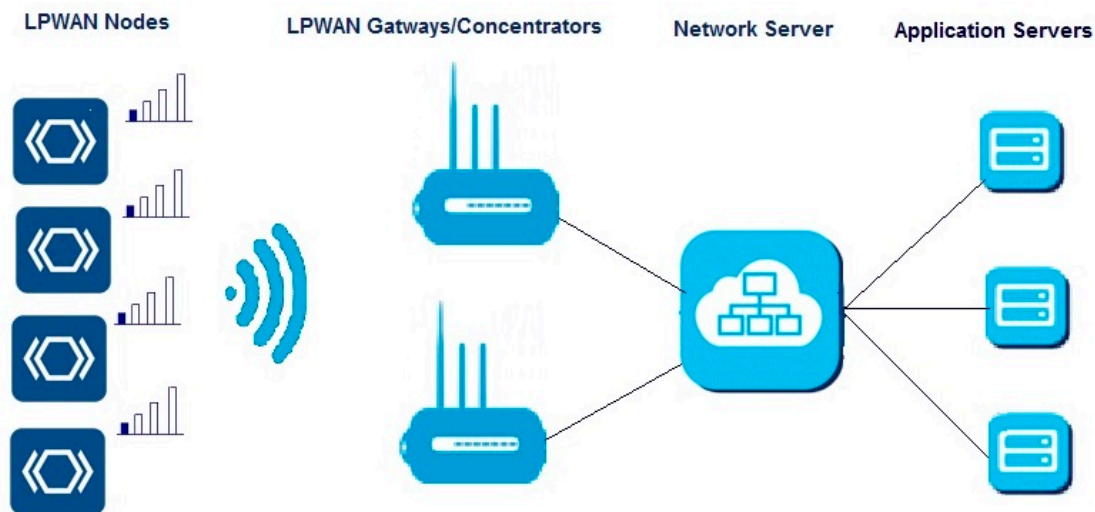 LPWAN Nodes
LPWAN Gatways/Concentrators
Network Server
Application Servers